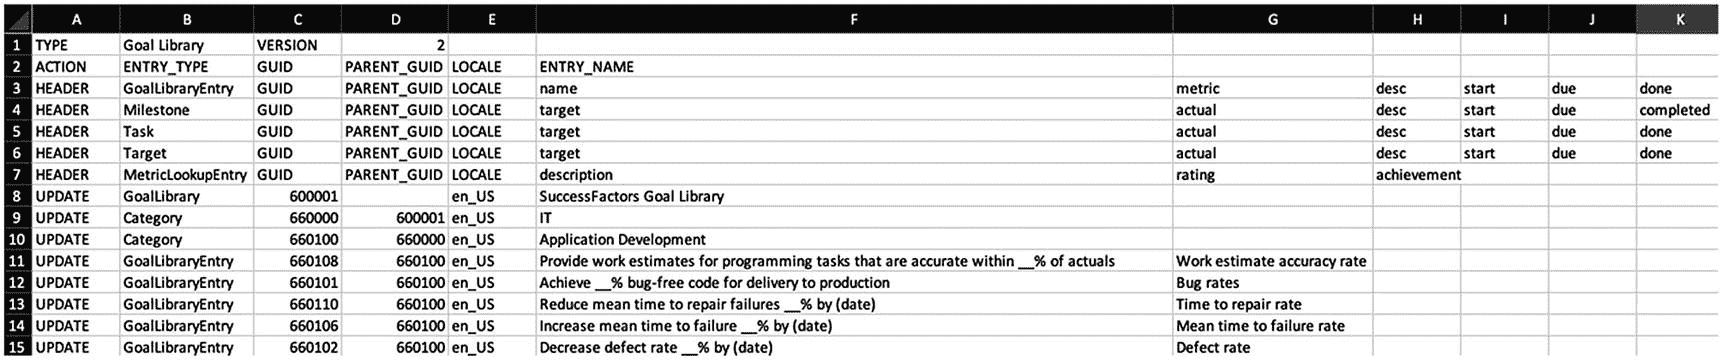 A B C D E F G H I J K
1 TYPE Goal Library VERSION 2
2 ACTION ENTRY_TYPE GUID PARENT_GUID LOCALE ENTRY_NAME
3 HEADER GoalLibraryEntry GUID PARENT_GUID LOCALE name metric desc start due done
4 HEADER Milestone GUID PARENT_GUID LOCALE target actual desc start due completed
5 HEADER Task GUID PARENT_GUID LOCALE target actual desc start due done
6 HEADER Target GUID PARENT_GUID LOCALE target actual desc start due done
7 HEADER MetricLookupEntry GUID PARENT_GUID LOCALE description rating achievement
8 UPDATE GoalLibrary 600001 en_US SuccessFactors Goal Library
9 UPDATE Category 660000 600001 en_US IT
10 UPDATE Category 660100 660000 en_US Application Development
11 UPDATE GoalLibraryEntry 660108 660100 en_US Provide work estimates for programming tasks that are accurate within __% of actuals Work estimate accuracy rate
12 UPDATE GoalLibraryEntry 660101 660100 en_US Achieve __% bug-free code for delivery to production Bug rates
13 UPDATE GoalLibraryEntry 660110 660100 en_US Reduce mean time to repair failures __% by (date) Time to repair rate
14 UPDATE GoalLibraryEntry 660106 660100 en_US Increase mean time to failure __% by (date) Mean time to failure rate
15 UPDATE GoalLibraryEntry 660102 660100 en_US Decrease defect rate __% by (date) Defect rate